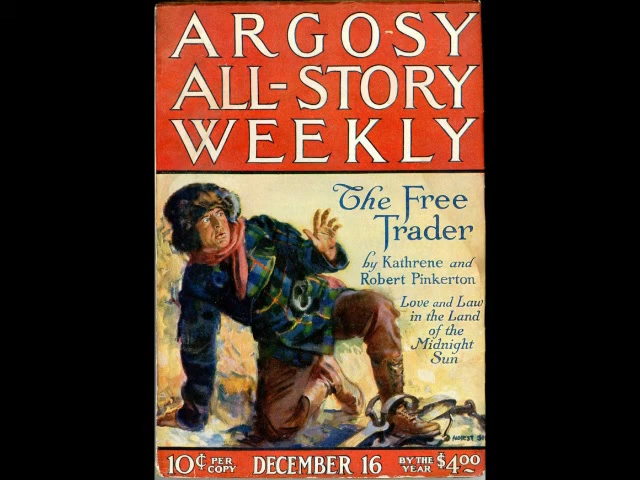 ARGOSY
ALL-STORY
WEEKLY
The Free
Trader
by Kathrene and
Robert Pinkerton
Love and Law
in the Land
of the
Midnight
Sun
10¢ PER COPY DECEMBER 16 BY THE YEAR $4.00